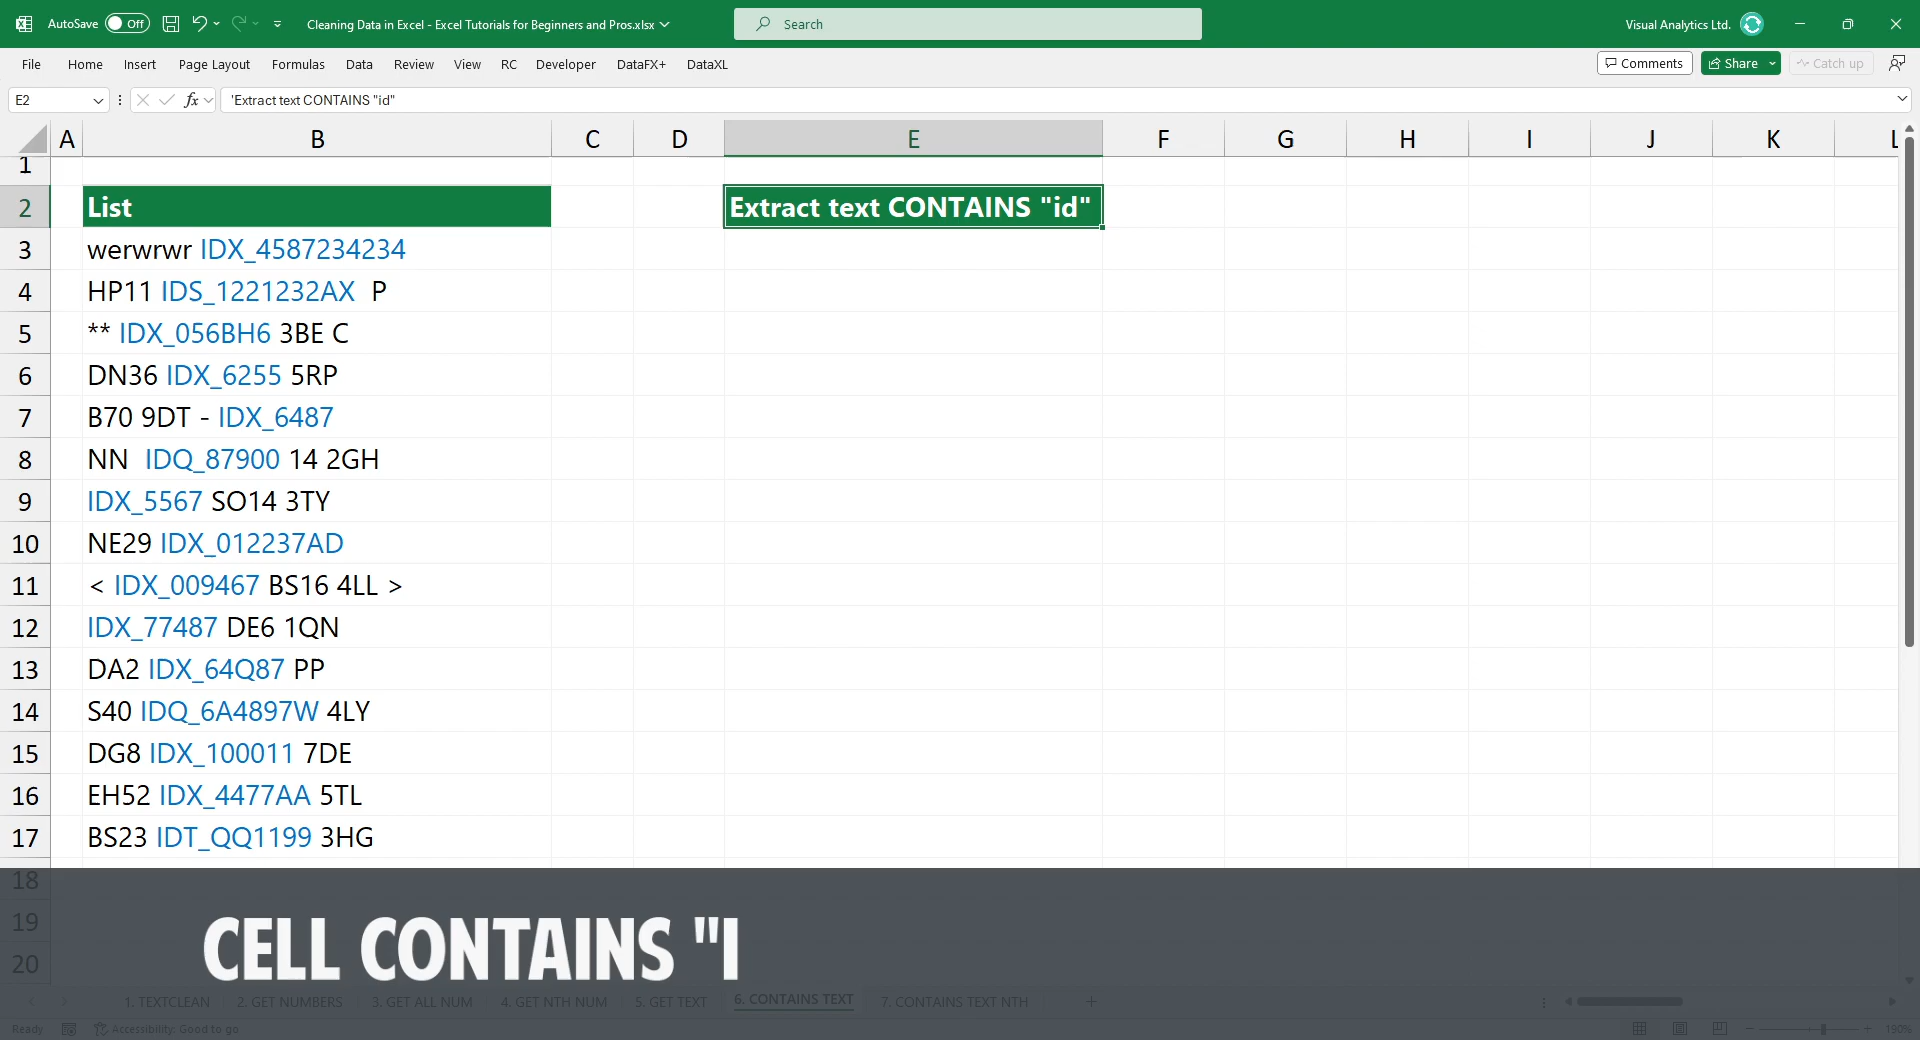 AutoSave Off Cleaning Data in Excel - Excel Tutorials for Beginners and Pros.xlsx Search Visual Analytics Ltd.
File Home Insert Page Layout Formulas Data Review View RC Developer DataFX+ DataXL Comments Share Catch up
E2 fx 'Extract text CONTAINS "id"
A B C D E F G H I J K L
1
2 List Extract text CONTAINS "id"
3 werwrwr IDX_4587234234
4 HP11 IDS_1221232AX P
5 ** IDX_056BH6 3BE C
6 DN36 IDX_6255 5RP
7 B70 9DT - IDX_6487
8 NN IDQ_87900 14 2GH
9 IDX_5567 SO14 3TY
10 NE29 IDX_012237AD
11 < IDX_009467 BS16 4LL >
12 IDX_77487 DE6 1QN
13 DA2 IDX_64Q87 PP
14 S40 IDQ_6A4897W 4LY
15 DG8 IDX_100011 7DE
16 EH52 IDX_4477AA 5TL
17 BS23 IDT_QQ1199 3HG
18
19
CELL CONTAINS "I
20
1. TEXTCLEAN 2. GET NUMBERS 3. GET ALL NUM 4. GET NTH NUM 5. GET TEXT 6. CONTAINS TEXT 7. CONTAINS TEXT NTH
Ready Accessibility: Good to go 190%